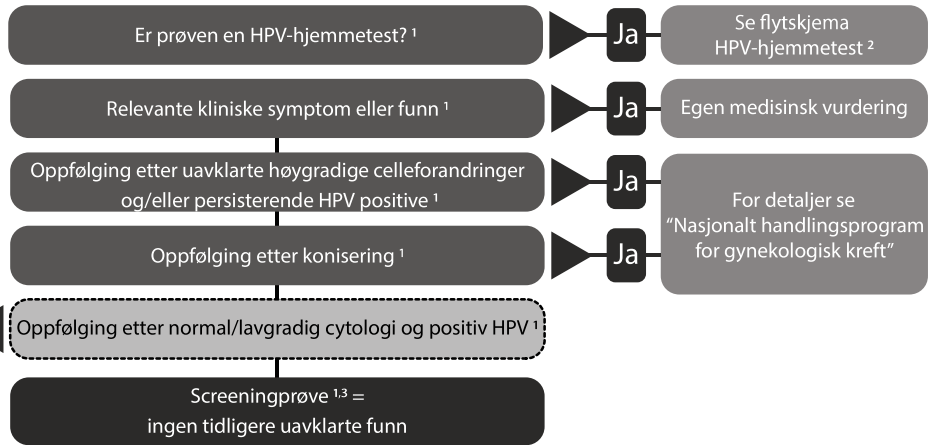 Er prøven en HPV-hjemmetest? ¹
Ja
Se flytskjema
HPV-hjemmetest ²
Relevante kliniske symptom eller funn ¹
Ja
Egen medisinsk vurdering
Oppfølging etter uavklarte høygradige celleforandringer
og/eller persisterende HPV positive ¹
Ja
For detaljer se
“Nasjonalt handlingsprogram
for gynekologisk kreft”
Oppfølging etter konisering ¹
Ja
Oppfølging etter normal/lavgradig cytologi og positiv HPV ¹
Screeningprøve ¹,³ =
ingen tidligere uavklarte funn